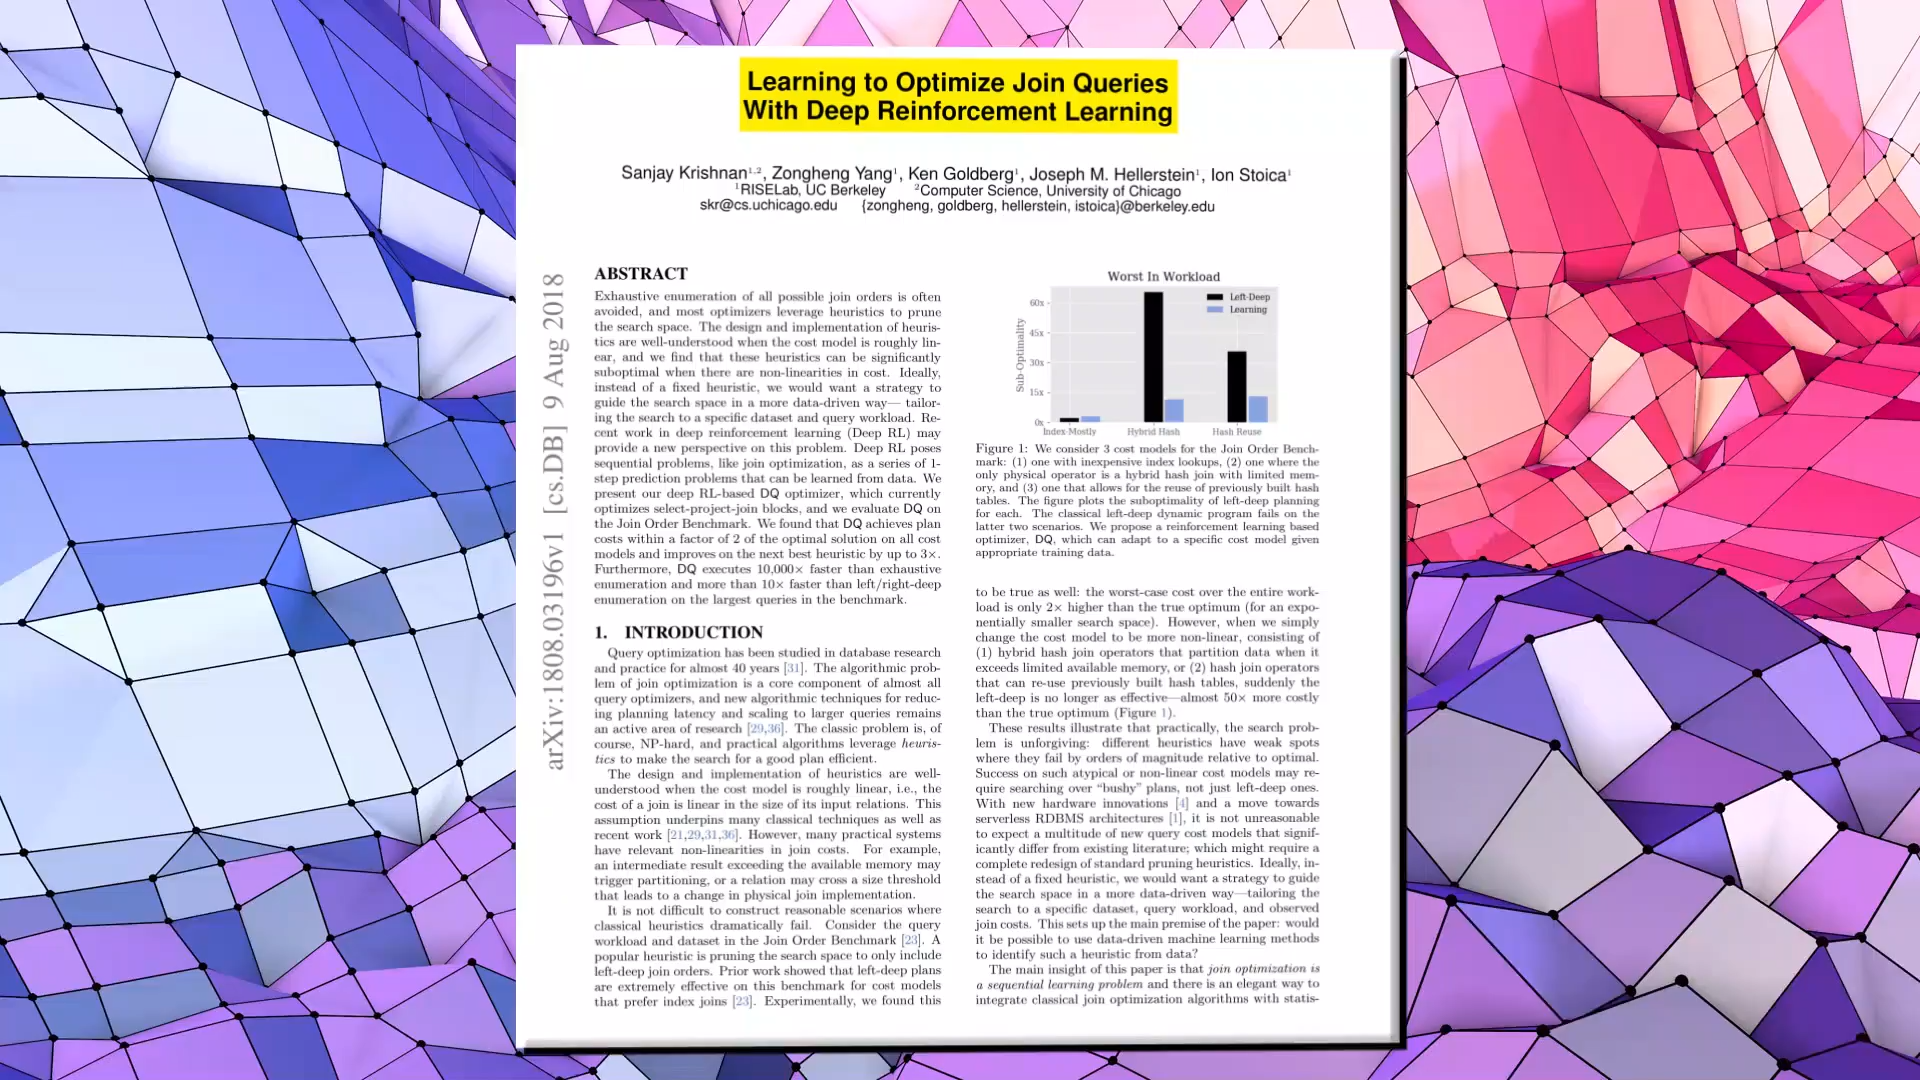 Learning to Optimize Join Queries
With Deep Reinforcement Learning
Sanjay Krishnan1,2, Zongheng Yang1, Ken Goldberg1, Joseph M. Hellerstein1, Ion Stoica1
1RISELab, UC Berkeley 2Computer Science, University of Chicago
skr@cs.uchicago.edu {zongheng, goldberg, hellerstein, istoica}@berkeley.edu
arXiv:1808.03196v1 [cs.DB] 9 Aug 2018
ABSTRACT
Exhaustive enumeration of all possible join orders is often
avoided, and most optimizers leverage heuristics to prune
the search space. The design and implementation of heuris-
tics are well-understood when the cost model is roughly lin-
ear, and we find that these heuristics can be significantly
suboptimal when there are non-linearities in cost. Ideally,
instead of a fixed heuristic, we would want a strategy to
guide the search space in a more data-driven way— tailor-
ing the search to a specific dataset and query workload. Re-
cent work in deep reinforcement learning (Deep RL) may
provide a new perspective on this problem. Deep RL poses
sequential problems, like join optimization, as a series of 1-
step prediction problems that can be learned from data. We
present our deep RL-based DQ optimizer, which currently
optimizes select-project-join blocks, and we evaluate DQ on
the Join Order Benchmark. We found that DQ achieves plan
costs within a factor of 2 of the optimal solution on all cost
models and improves on the next best heuristic by up to 3×.
Furthermore, DQ executes 10,000× faster than exhaustive
enumeration and more than 10× faster than left/right-deep
enumeration on the largest queries in the benchmark.
1. INTRODUCTION
Query optimization has been studied in database research
and practice for almost 40 years [31]. The algorithmic prob-
lem of join optimization is a core component of almost all
query optimizers, and new algorithmic techniques for reduc-
ing planning latency and scaling to larger queries remains
an active area of research [29,36]. The classic problem is, of
course, NP-hard, and practical algorithms leverage heuris-
tics to make the search for a good plan efficient.
The design and implementation of heuristics are well-
understood when the cost model is roughly linear, i.e., the
cost of a join is linear in the size of its input relations. This
assumption underpins many classical techniques as well as
recent work [21,29,31,36]. However, many practical systems
have relevant non-linearities in join costs. For example,
an intermediate result exceeding the available memory may
trigger partitioning, or a relation may cross a size threshold
that leads to a change in physical join implementation.
It is not difficult to construct reasonable scenarios where
classical heuristics dramatically fail. Consider the query
workload and dataset in the Join Order Benchmark [23]. A
popular heuristic is pruning the search space to only include
left-deep join orders. Prior work showed that left-deep plans
are extremely effective on this benchmark for cost models
that prefer index joins [23]. Experimentally, we found this
Worst In Workload
Sub-Optimality
60x
45x
30x
15x
0x
Left-Deep
Learning
Index-Mostly Hybrid Hash Hash Reuse
Figure 1: We consider 3 cost models for the Join Order Bench-
mark: (1) one with inexpensive index lookups, (2) one where the
only physical operator is a hybrid hash join with limited mem-
ory, and (3) one that allows for the reuse of previously built hash
tables. The figure plots the suboptimality of left-deep planning
for each. The classical left-deep dynamic program fails on the
latter two scenarios. We propose a reinforcement learning based
optimizer, DQ, which can adapt to a specific cost model given
appropriate training data.
to be true as well: the worst-case cost over the entire work-
load is only 2× higher than the true optimum (for an expo-
nentially smaller search space). However, when we simply
change the cost model to be more non-linear, consisting of
(1) hybrid hash join operators that partition data when it
exceeds limited available memory, or (2) hash join operators
that can re-use previously built hash tables, suddenly the
left-deep is no longer as effective—almost 50× more costly
than the true optimum (Figure 1).
These results illustrate that practically, the search prob-
lem is unforgiving: different heuristics have weak spots
where they fail by orders of magnitude relative to optimal.
Success on such atypical or non-linear cost models may re-
quire searching over “bushy” plans, not just left-deep ones.
With new hardware innovations [4] and a move towards
serverless RDBMS architectures [1], it is not unreasonable
to expect a multitude of new query cost models that signif-
icantly differ from existing literature; which might require a
complete redesign of standard pruning heuristics. Ideally, in-
stead of a fixed heuristic, we would want a strategy to guide
the search space in a more data-driven way—tailoring the
search to a specific dataset, query workload, and observed
join costs. This sets up the main premise of the paper: would
it be possible to use data-driven machine learning methods
to identify such a heuristic from data?
The main insight of this paper is that join optimization is
a sequential learning problem and there is an elegant way to
integrate classical join optimization algorithms with statis-